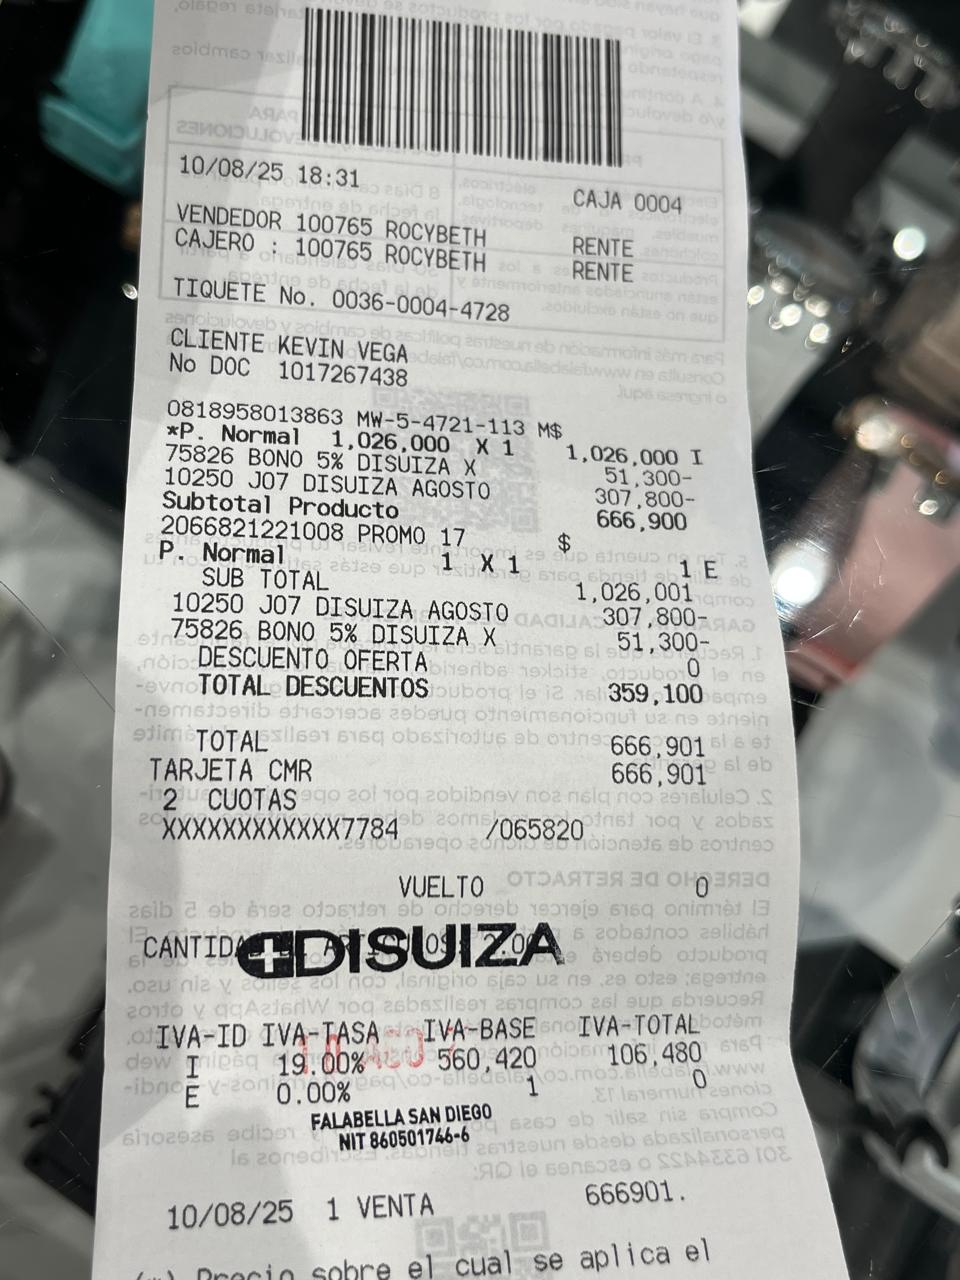 10/08/25 18:31 CAJA 0004
VENDEDOR 100765 ROCYBETH RENTE
CAJERO : 100765 ROCYBETH RENTE
TIQUETE No. 0036-0004-4728
CLIENTE KEVIN VEGA
No DOC 1017267438
0818958013863 MW-5-4721-113 M$
*P. Normal 1,026,000 X 1 1,026,000 I
75826 BONO 5% DISUIZA X 51,300-
10250 J07 DISUIZA AGOSTO 307,800-
Subtotal Producto 666,900
2066821221008 PROMO 17 $
P. Normal 1 X 1 1 E
SUB TOTAL 1,026,001
10250 J07 DISUIZA AGOSTO 307,800-
75826 BONO 5% DISUIZA X 51,300-
DESCUENTO OFERTA 0
TOTAL DESCUENTOS 359,100
TOTAL 666,901
TARJETA CMR 666,901
2 CUOTAS
XXXXXXXXXXXX7784 /065820
VUELTO 0
DISUIZA
IVA-ID IVA-TASA IVA-BASE IVA-TOTAL
I 19.00% 560,420 106,480
E 0.00% 1 0
FALABELLA SAN DIEGO
NIT 860501746-6
10/08/25 1 VENTA 666901.
Precio sobre el cual se aplica el